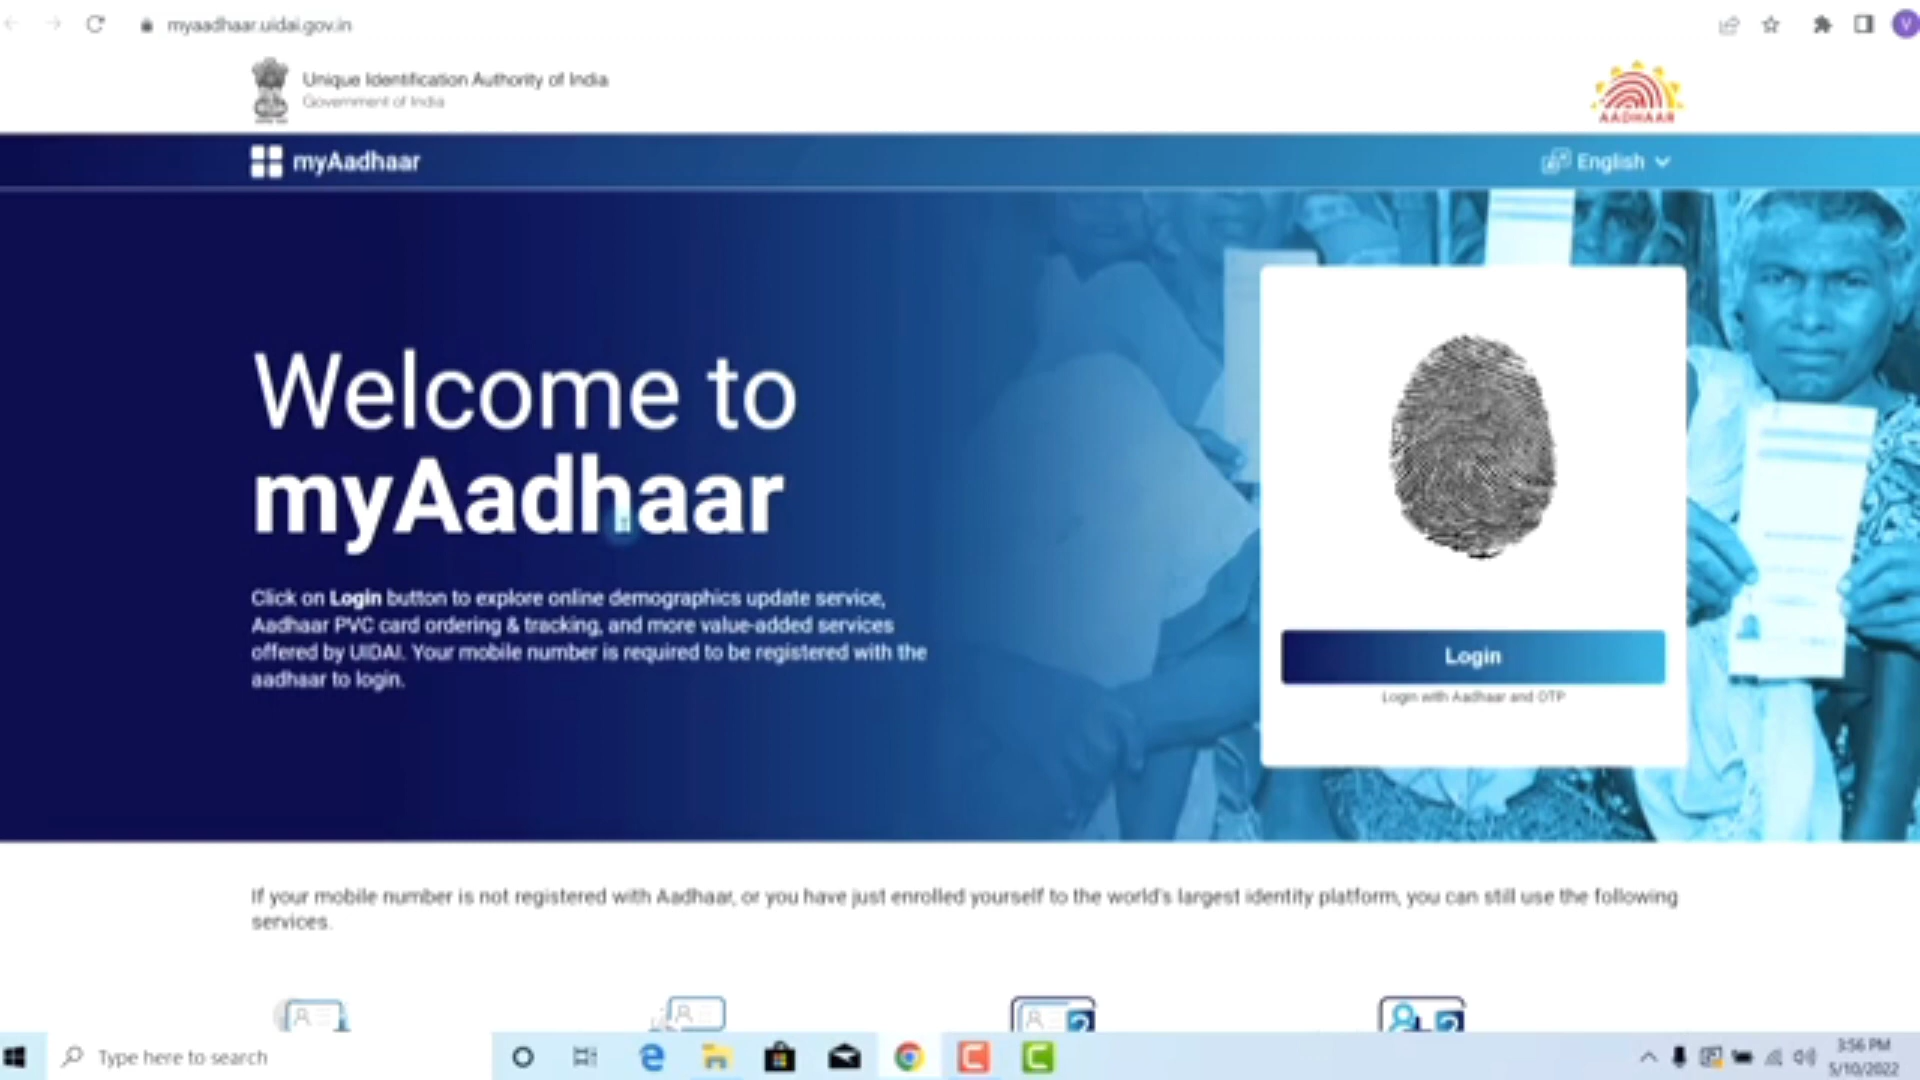 myaadhaar.uidai.gov.in
V
Unique Identification Authority of India
Government of India
AADHAAR
myAadhaar
English
Welcome to
myAadhaar
Click on Login button to explore online demographics update service,
Aadhaar PVC card ordering & tracking, and more value-added services
offered by UIDAI. Your mobile number is required to be registered with the
aadhaar to login.
Login
Login with Aadhaar and OTP
If your mobile number is not registered with Aadhaar, or you have just enrolled yourself to the world's largest identity platform, you can still use the following
services.
Type here to search
3:56 PM
5/10/2022